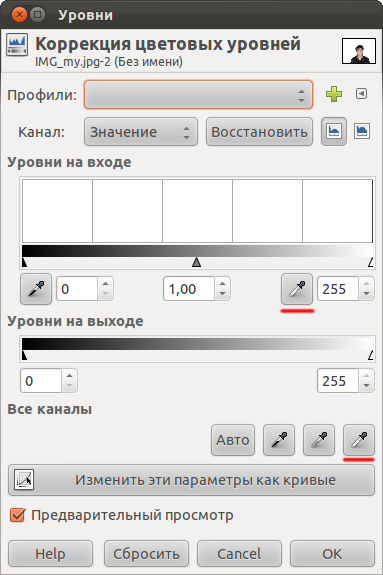 Уровни
Коррекция цветовых уровней
IMG_my.jpg-2 (Без имени)
Профили:
Канал: Значение Восстановить
Уровни на входе
0 1,00 255
Уровни на выходе
0 255
Все каналы
Авто
Изменить эти параметры как кривые
Предварительный просмотр
Help Сбросить Cancel OK